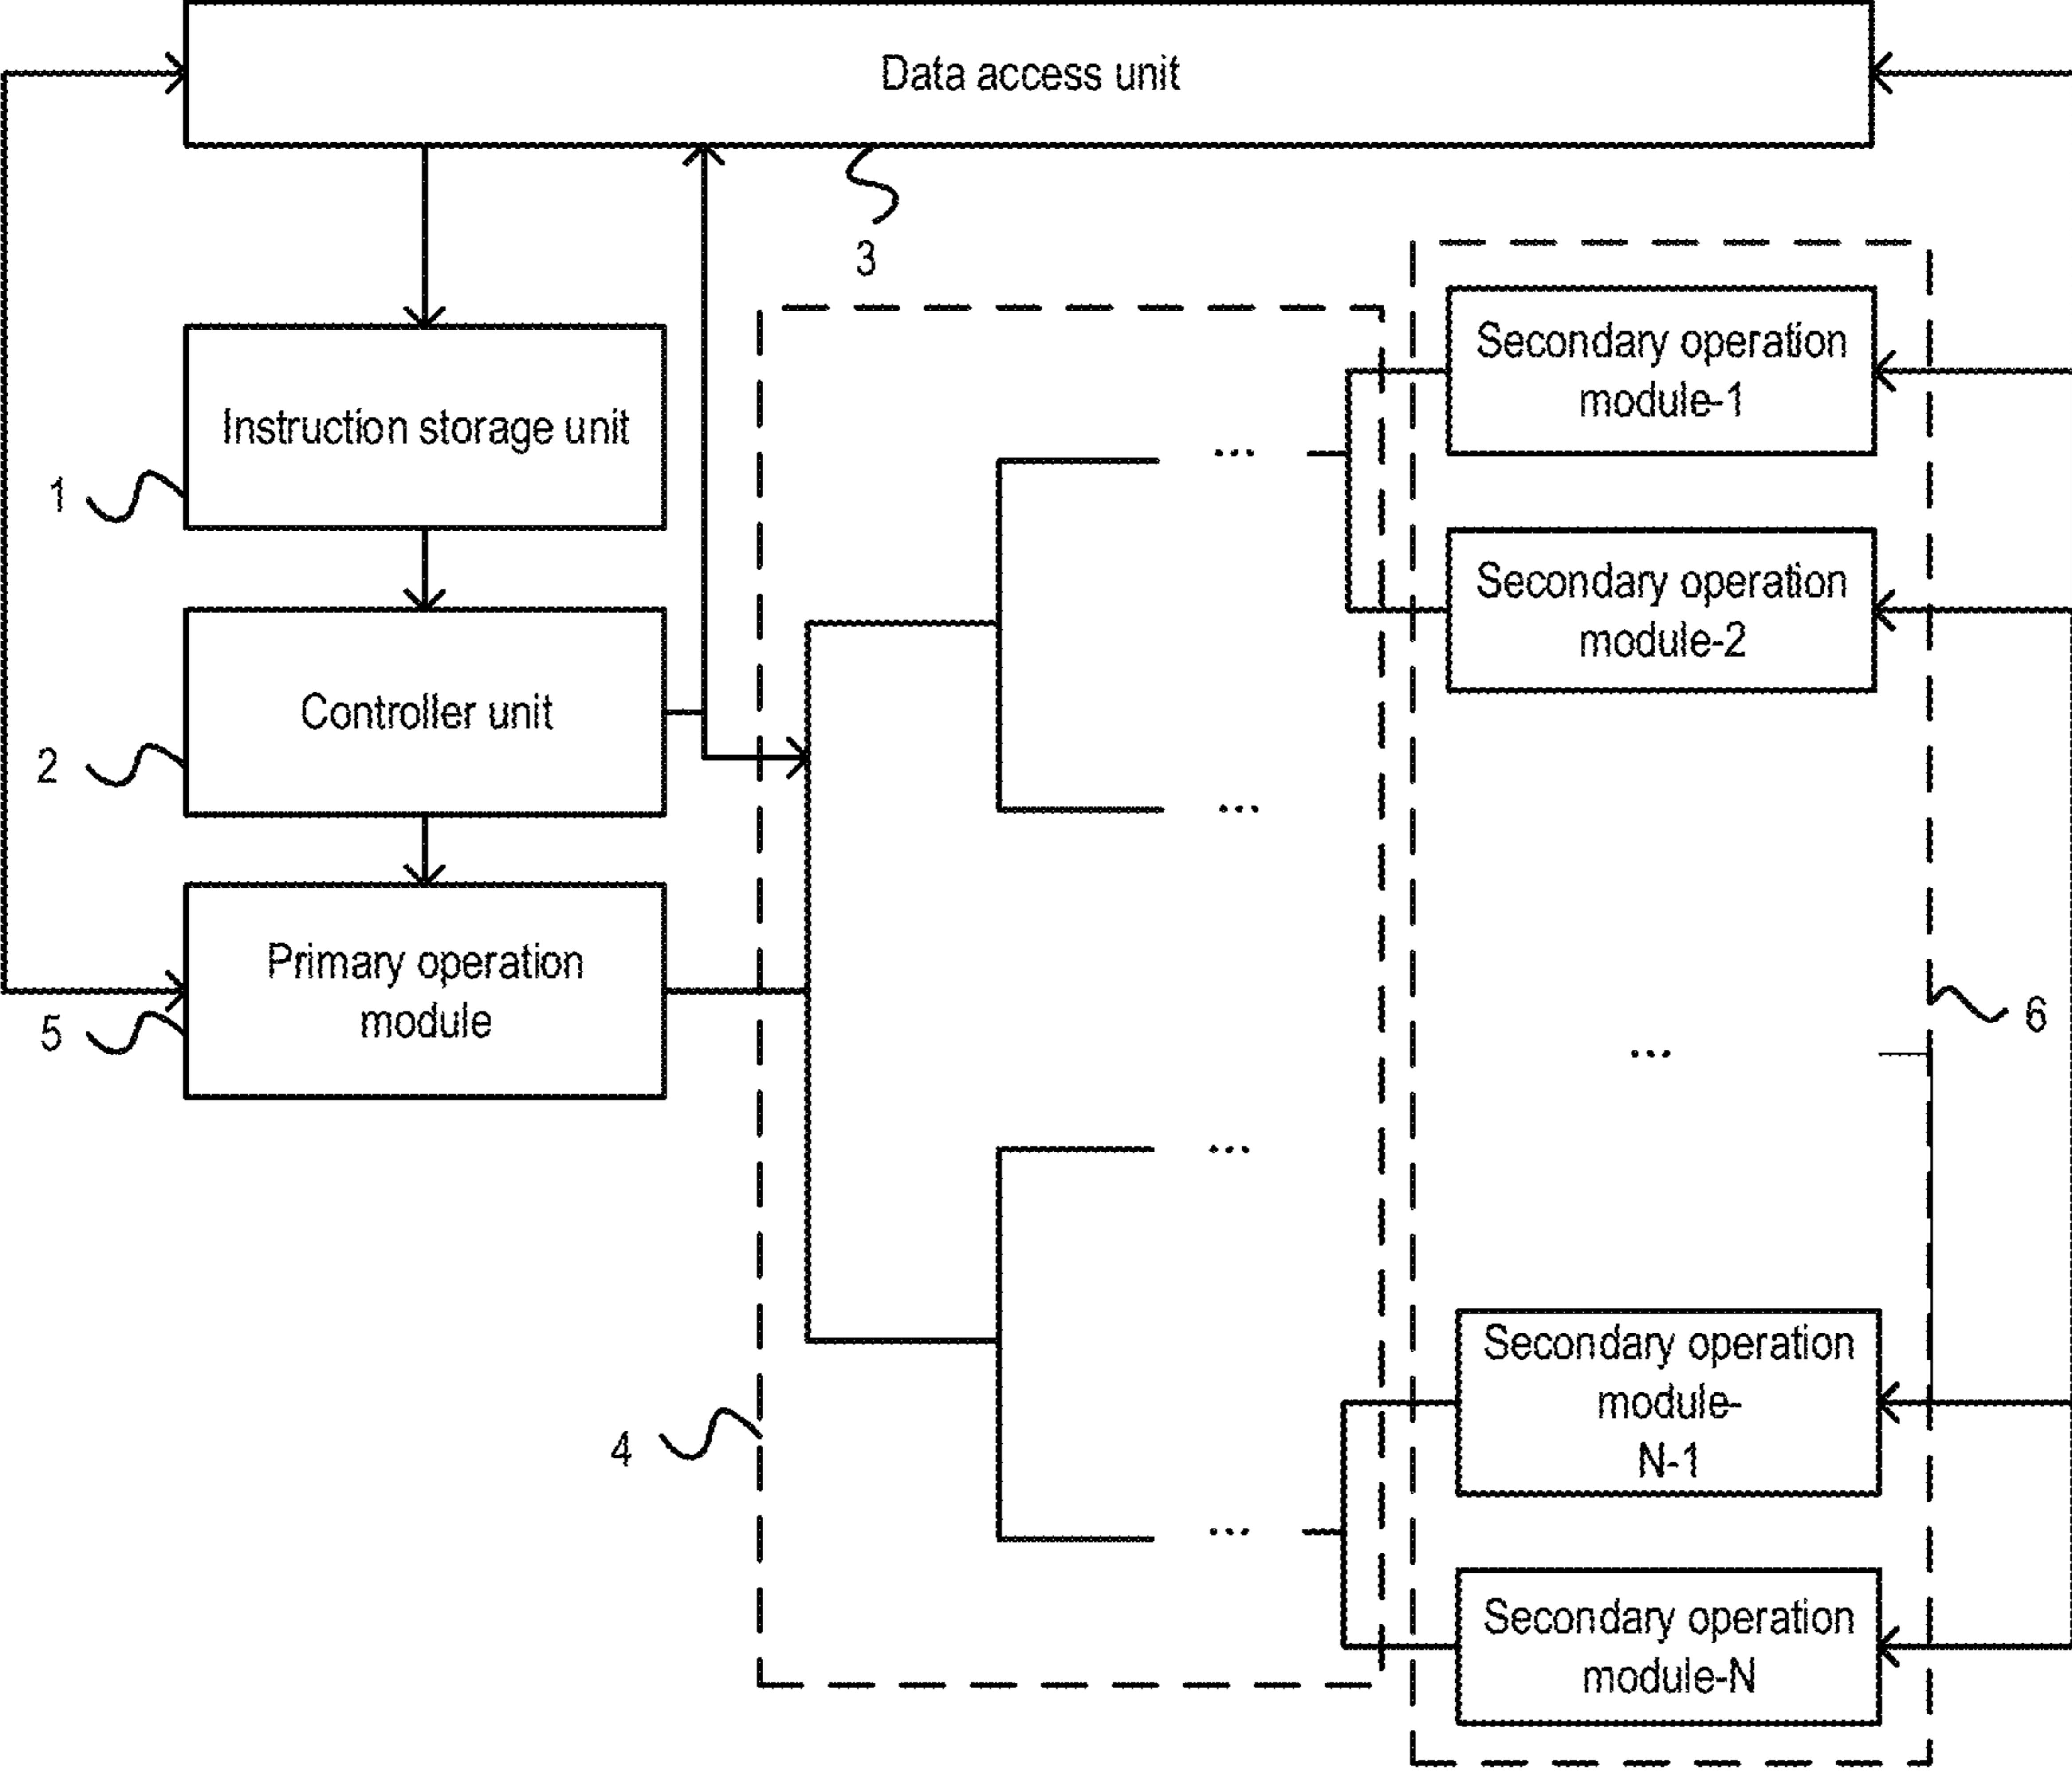 Data access unit
3
Secondary operation
module-1
Instruction storage unit
...
1
Secondary operation
module-2
Controller unit
2
...
Primary operation
module
5
6
...
...
Secondary operation
module-
N-1
4
...
Secondary operation
module-N